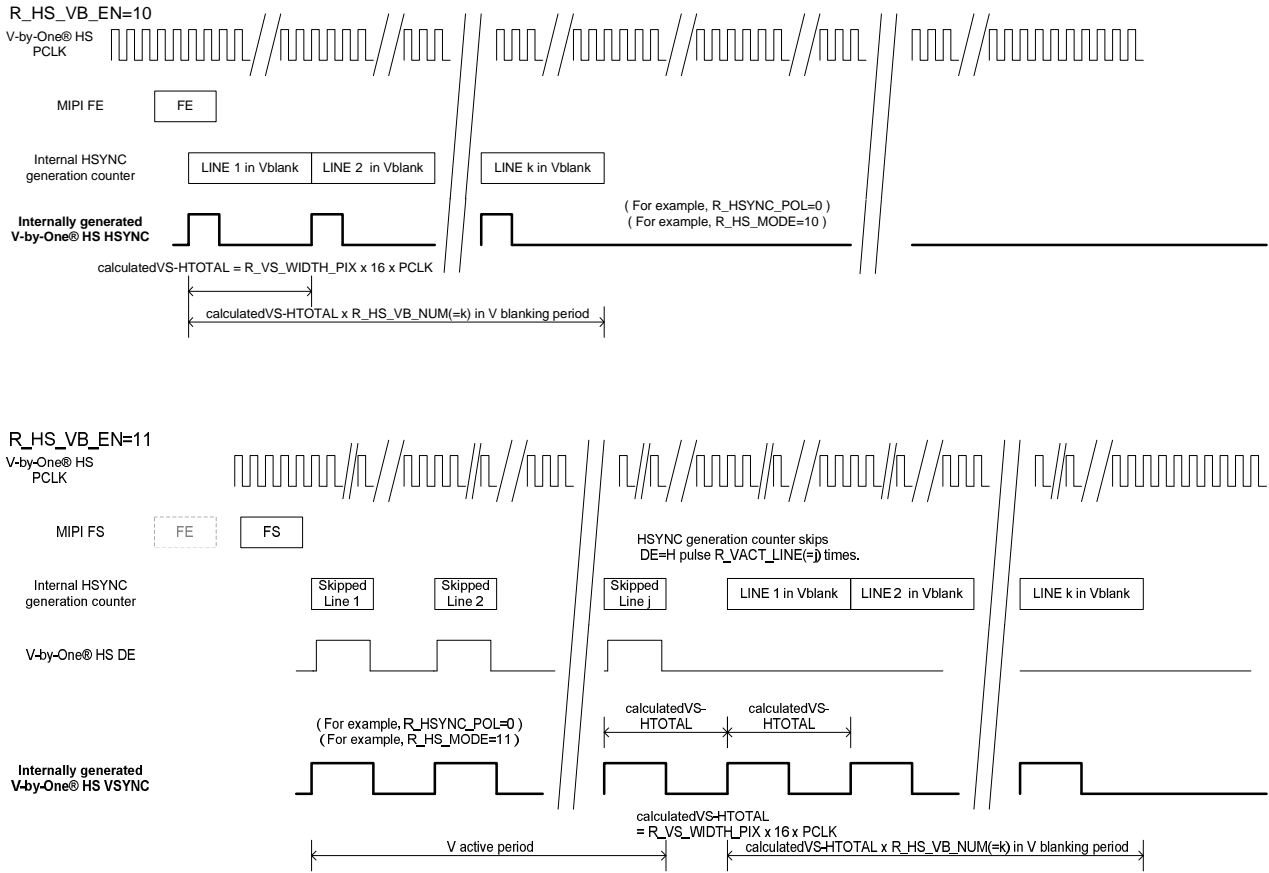 R_HS_VB_EN=10
V-by-One® HS
PCLK
MIPI FE
FE
Internal HSYNC
generation counter
LINE 1 in Vblank
LINE 2 in Vblank
LINE k in Vblank
Internally generated
V-by-One® HS HSYNC
( For example, R_HSYNC_POL=0 )
( For example, R_HS_MODE=10 )
calculatedVS-HTOTAL = R_VS_WIDTH_PIX x 16 x PCLK
calculatedVS-HTOTAL x R_HS_VB_NUM(=k) in V blanking period
R_HS_VB_EN=11
V-by-One® HS
PCLK
MIPI FS
FE
FS
HSYNC generation counter skips
DE=H pulse R_VACT_LINE(=j) times.
Internal HSYNC
generation counter
Skipped
Line 1
Skipped
Line 2
Skipped
Line j
LINE 1 in Vblank
LINE 2 in Vblank
LINE k in Vblank
V-by-One® HS DE
( For example, R_HSYNC_POL=0 )
( For example, R_HS_MODE=11 )
calculatedVS-
HTOTAL
calculatedVS-
HTOTAL
Internally generated
V-by-One® HS VSYNC
calculatedVS-HTOTAL
= R_VS_WIDTH_PIX x 16 x PCLK
V active period
calculatedVS-HTOTAL x R_HS_VB_NUM(=k) in V blanking period